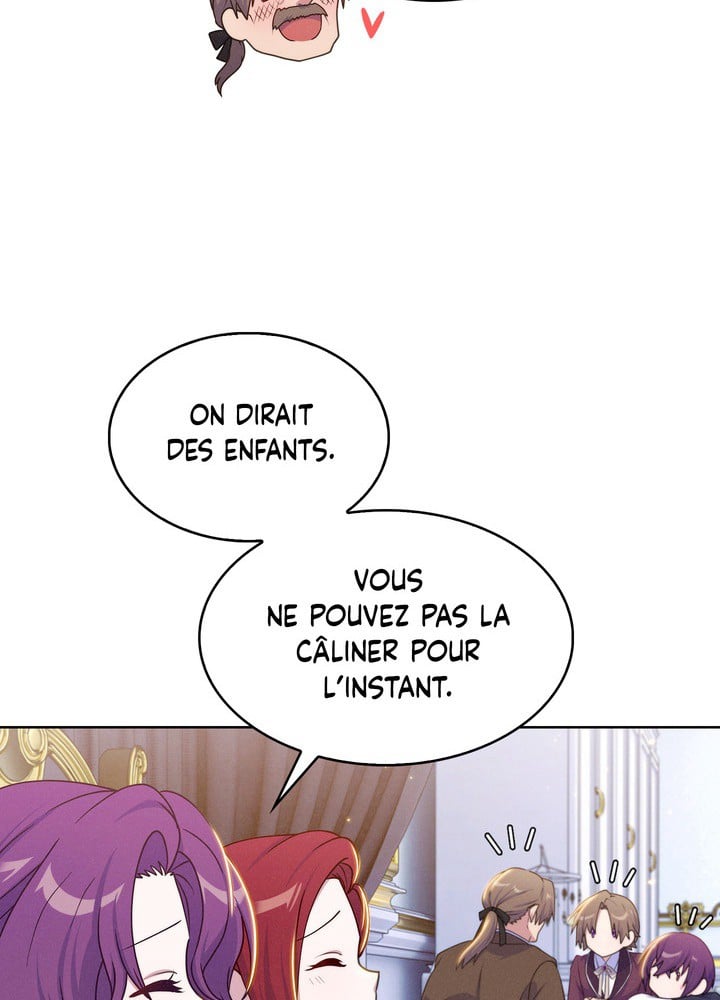 ON DIRAIT
DES ENFANTS.
VOUS
NE POUVEZ PAS LA
CÂLINER POUR
L'INSTANT.